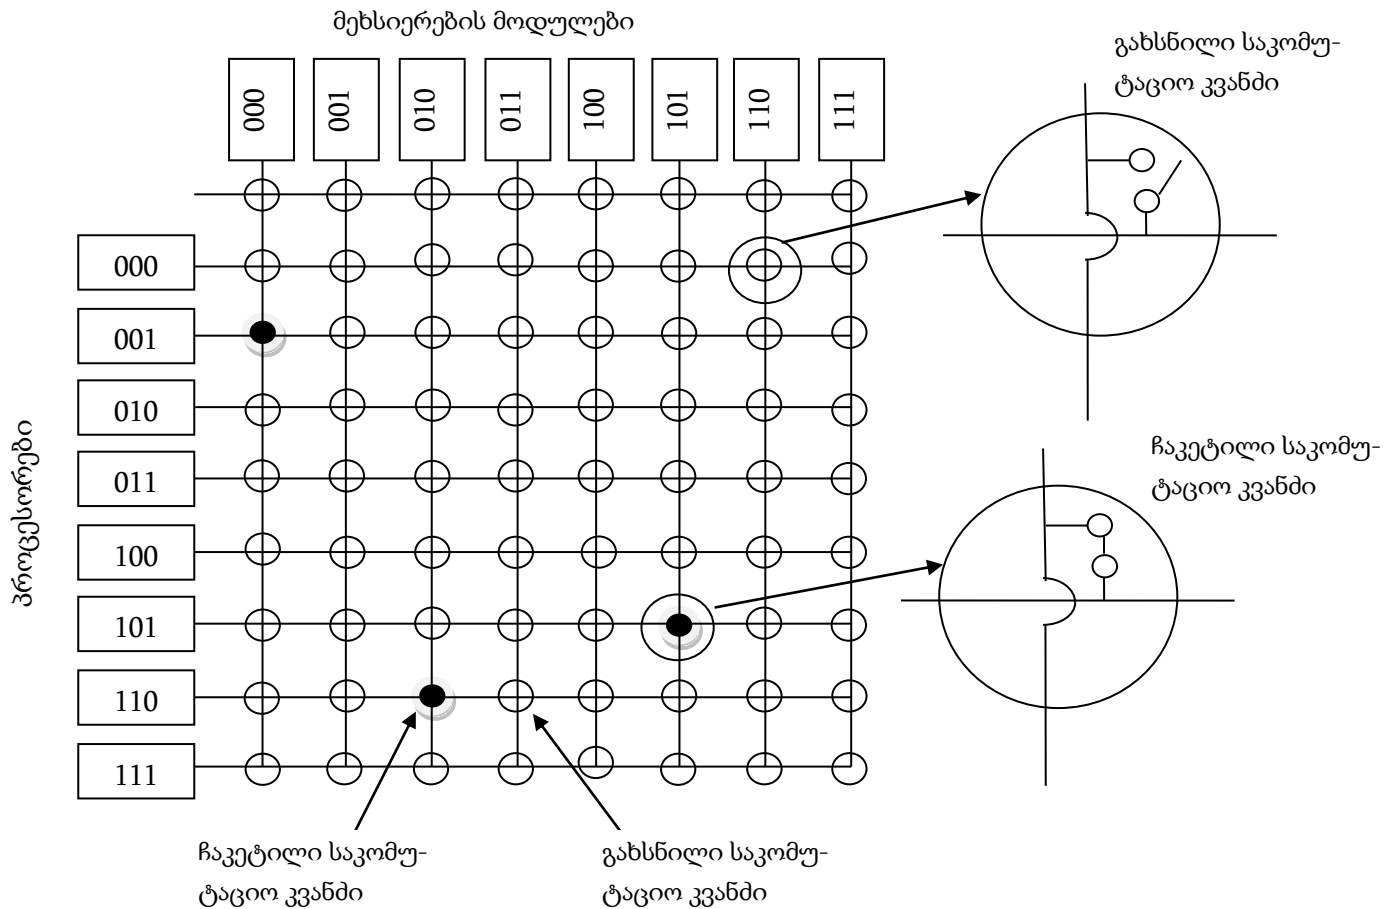 მეხსიერების მოდულები
გახსნილი საკომუ-
ტაციო კვანძი
000
001
010
011
100
101
110
111
000
001
010
011
100
101
110
111
პროცესორები
ჩაკეტილი საკომუ-
ტაციო კვანძი
ჩაკეტილი საკომუ-
ტაციო კვანძი
გახსნილი საკომუ-
ტაციო კვანძი